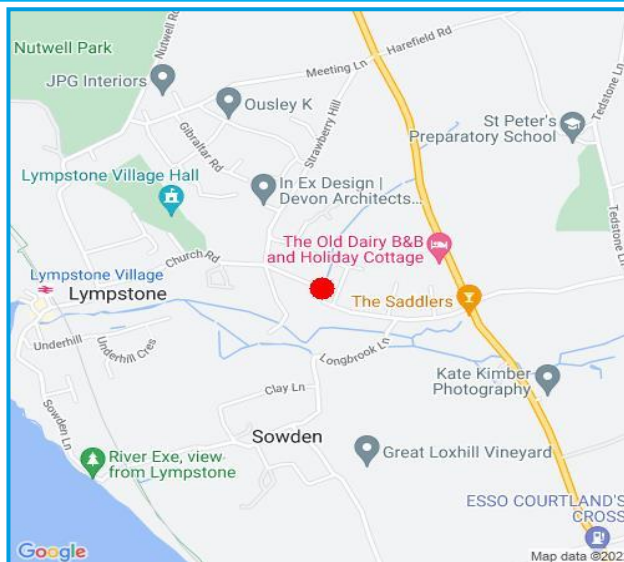 Nutwell Park
Nutwell Rd
Harefield Rd
Meeting Ln
JPG Interiors
Ousley K
Gibraltar Rd
Strawberry Hill
St Peter's
Preparatory School
Tedstone Ln
Tedstone Ln
Lympstone Village Hall
In Ex Design |
Devon Architects...
The Old Dairy B&B
and Holiday Cottage
Church Rd
Lympstone Village
Lympstone
The Saddlers
Underhill
Underhill Cres
Longbrook Ln
Kate Kimber
Photography
Clay Ln
Sowden Ln
Sowden
River Exe, view
from Lympstone
Great Loxhill Vineyard
ESSO COURTLAND'S
CROSS
Google
Map data ©202